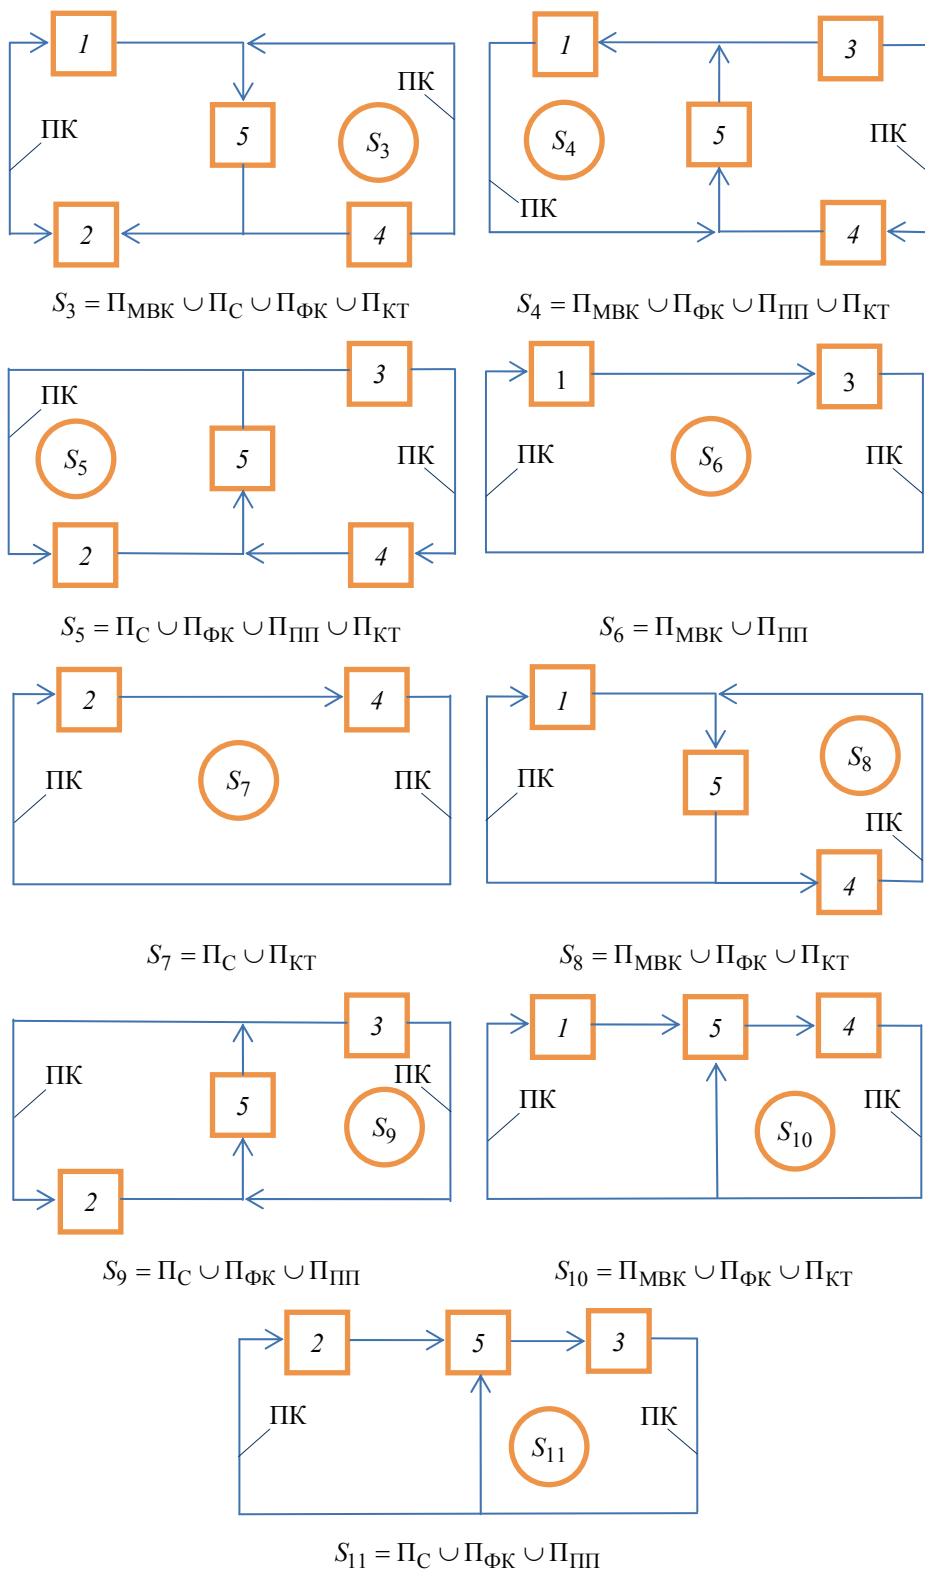 1
3
1
ПК
ПК
5
S3
S4
5
ПК
ПК
2
4
4
S3 = ПМВК ∪ ПС ∪ ПФК ∪ ПКТ
S4 = ПМВК ∪ ПФК ∪ ППП ∪ ПКТ
3
1
3
ПК
S5
5
ПК
ПК
S6
ПК
2
4
S5 = ПС ∪ ПФК ∪ ППП ∪ ПКТ
S6 = ПМВК ∪ ППП
2
4
1
ПК
S7
ПК
ПК
5
S8
ПК
4
S7 = ПС ∪ ПКТ
S8 = ПМВК ∪ ПФК ∪ ПКТ
3
1
5
4
ПК
5
ПК
S9
ПК
S10
ПК
2
S9 = ПС ∪ ПФК ∪ ППП
S10 = ПМВК ∪ ПФК ∪ ПКТ
2
5
3
ПК
S11
ПК
S11 = ПС ∪ ПФК ∪ ППП